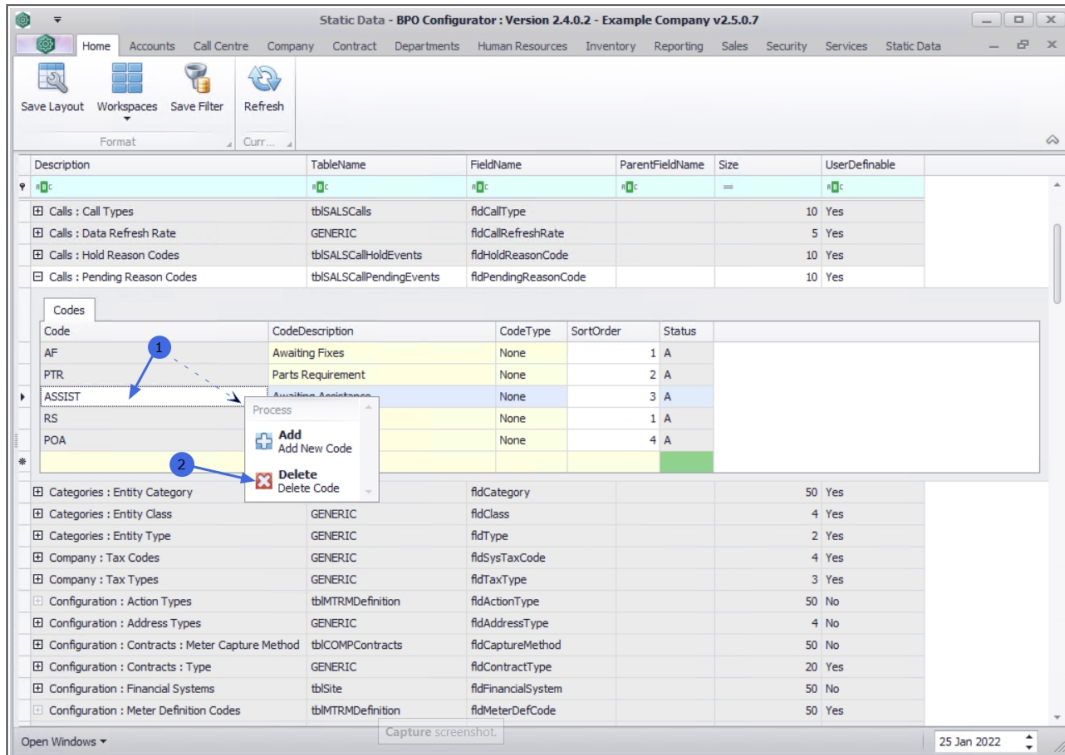 Static Data - BPO Configurator : Version 2.4.0.2 - Example Company v2.5.0.7
Home Accounts Call Centre Company Contract Departments Human Resources Inventory Reporting Sales Security Services Static Data
Save Layout Workspaces Save Filter Refresh
Format Curr...
Description TableName FieldName ParentFieldName Size UserDefinable
Calls : Call Types tblSALSCalls fldCallType 10 Yes
Calls : Data Refresh Rate GENERIC fldCallRefreshRate 5 Yes
Calls : Hold Reason Codes tblSALSCallHoldEvents fldHoldReasonCode 10 Yes
Calls : Pending Reason Codes tblSALSCallPendingEvents fldPendingReasonCode 10 Yes
Codes
Code CodeDescription CodeType SortOrder Status
AF Awaiting Fixes None 1 A
PTR Parts Requirement None 2 A
ASSIST Awaiting Assistance None 3 A
RS None 1 A
POA None 4 A
1
Process
Add
Add New Code
2
Delete
Delete Code
Categories : Entity Category fldCategory 50 Yes
Categories : Entity Class GENERIC fldClass 4 Yes
Categories : Entity Type GENERIC fldType 2 Yes
Company : Tax Codes GENERIC fldSysTaxCode 4 Yes
Company : Tax Types GENERIC fldTaxType 3 Yes
Configuration : Action Types tblMTRMDefinition fldActionType 50 No
Configuration : Address Types GENERIC fldAddressType 4 No
Configuration : Contracts : Meter Capture Method tblCOMPContracts fldCaptureMethod 50 No
Configuration : Contracts : Type GENERIC fldContractType 20 Yes
Configuration : Financial Systems tblSite fldFinancialSystem 50 No
Configuration : Meter Definition Codes tblMTRMDefinition fldMeterDefCode 50 Yes
Capture screenshot.
Open Windows 25 Jan 2022